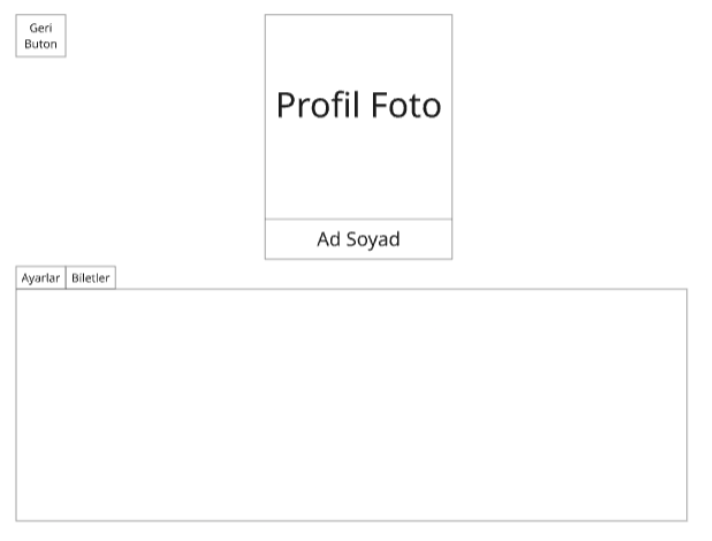 Geri
Buton
Profil Foto
Ad Soyad
Ayarlar
Biletler